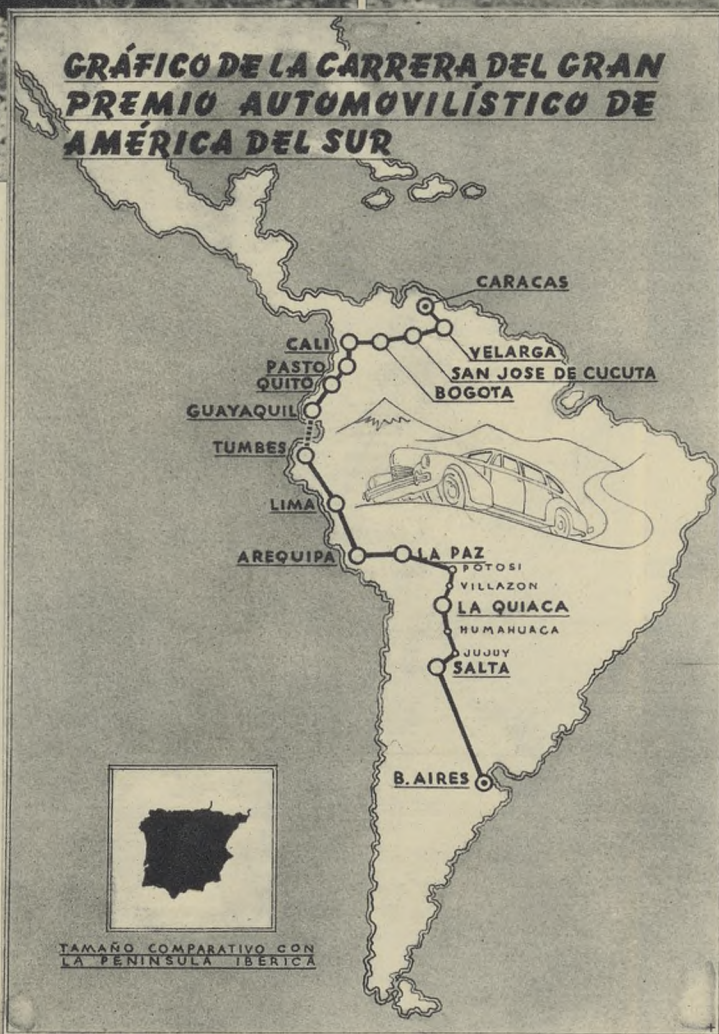 GRÁFICO DE LA CARRERA DEL GRAN
PREMIO AUTOMOVILÍSTICO DE
AMÉRICA DEL SUR
CARACAS
VELARGA
SAN JOSE DE CUCUTA
BOGOTA
CALI
PASTO
QUITO
GUAYAQUIL
TUMBES
LIMA
AREQUIPA
LA PAZ
POTOSI
VILLAZON
LA QUIACA
HUMAHUACA
JUJUY
SALTA
B. AIRES
TAMAÑO COMPARATIVO CON
LA PENINSULA IBERICA